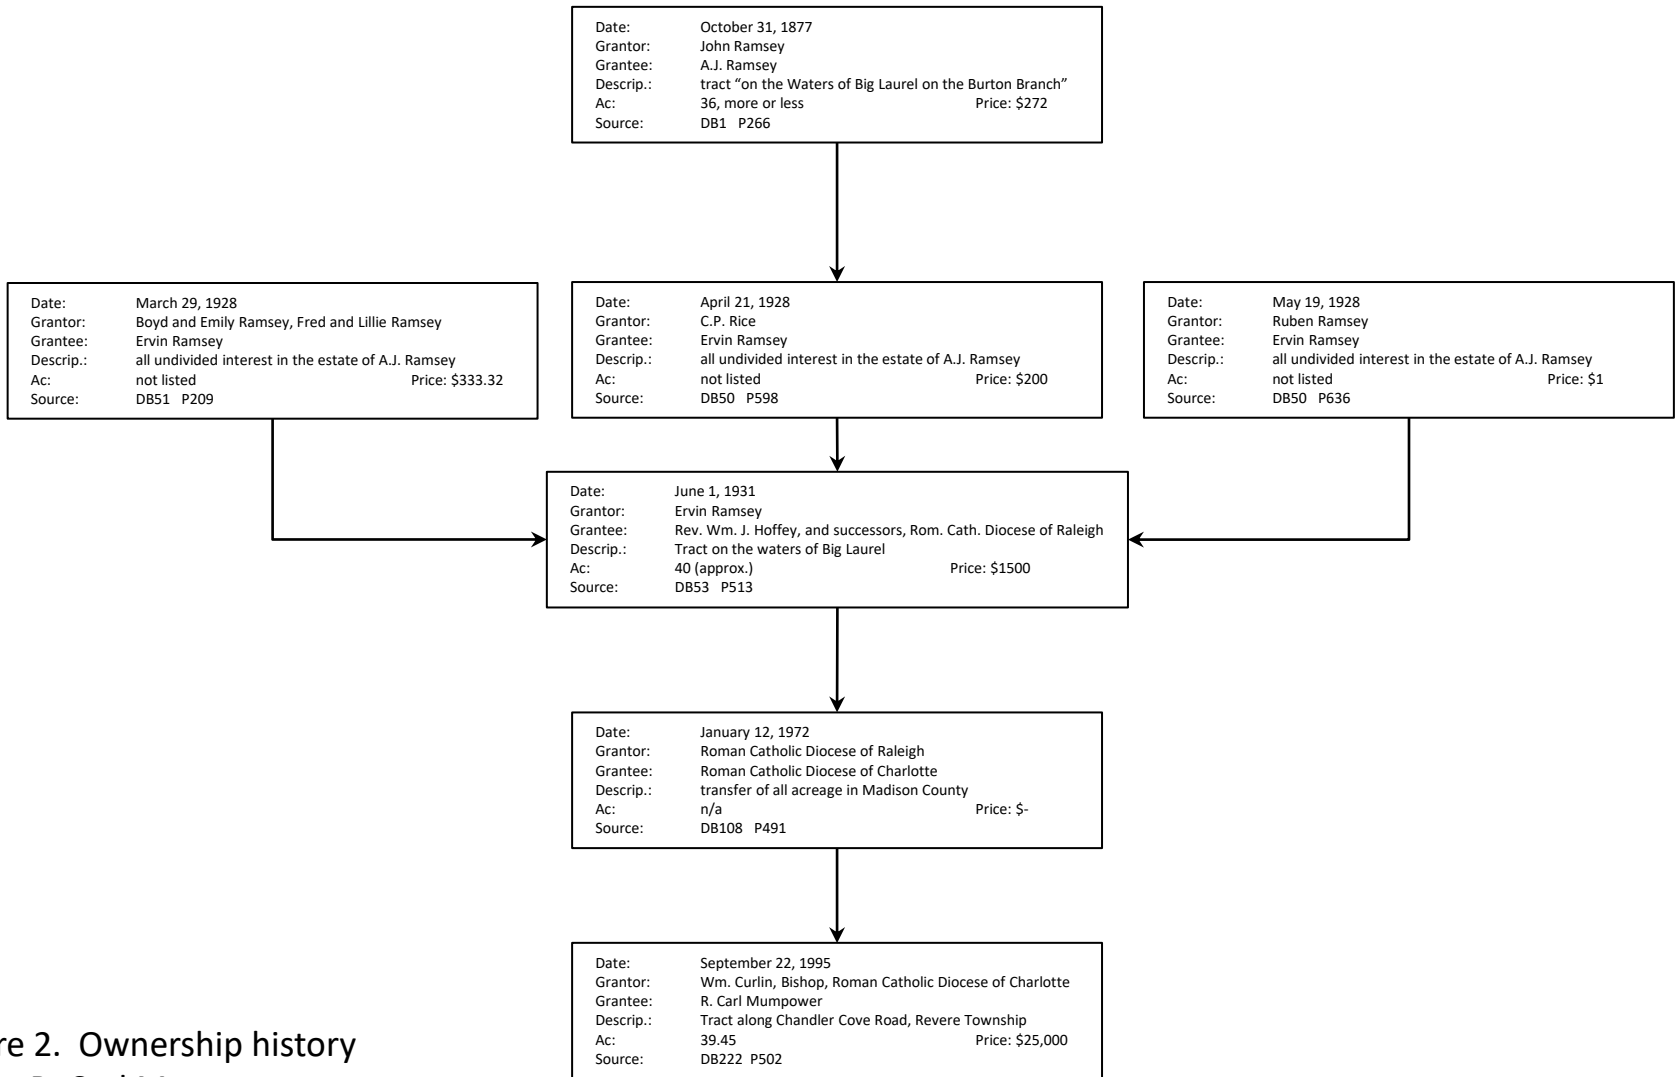 Date: October 31, 1877
Grantor: John Ramsey
Grantee: A.J. Ramsey
Descrip.: tract “on the Waters of Big Laurel on the Burton Branch”
Ac: 36, more or less Price: $272
Source: DB1 P266
Date: March 29, 1928
Grantor: Boyd and Emily Ramsey, Fred and Lillie Ramsey
Grantee: Ervin Ramsey
Descrip.: all undivided interest in the estate of A.J. Ramsey
Ac: not listed Price: $333.32
Source: DB51 P209
Date: April 21, 1928
Grantor: C.P. Rice
Grantee: Ervin Ramsey
Descrip.: all undivided interest in the estate of A.J. Ramsey
Ac: not listed Price: $200
Source: DB50 P598
Date: May 19, 1928
Grantor: Ruben Ramsey
Grantee: Ervin Ramsey
Descrip.: all undivided interest in the estate of A.J. Ramsey
Ac: not listed Price: $1
Source: DB50 P636
Date: June 1, 1931
Grantor: Ervin Ramsey
Grantee: Rev. Wm. J. Hoffey, and successors, Rom. Cath. Diocese of Raleigh
Descrip.: Tract on the waters of Big Laurel
Ac: 40 (approx.) Price: $1500
Source: DB53 P513
Date: January 12, 1972
Grantor: Roman Catholic Diocese of Raleigh
Grantee: Roman Catholic Diocese of Charlotte
Descrip.: transfer of all acreage in Madison County
Ac: n/a Price: $-
Source: DB108 P491
Date: September 22, 1995
Grantor: Wm. Curlin, Bishop, Roman Catholic Diocese of Charlotte
Grantee: R. Carl Mumpower
Descrip.: Tract along Chandler Cove Road, Revere Township
Ac: 39.45 Price: $25,000
Source: DB222 P502
re 2. Ownership history